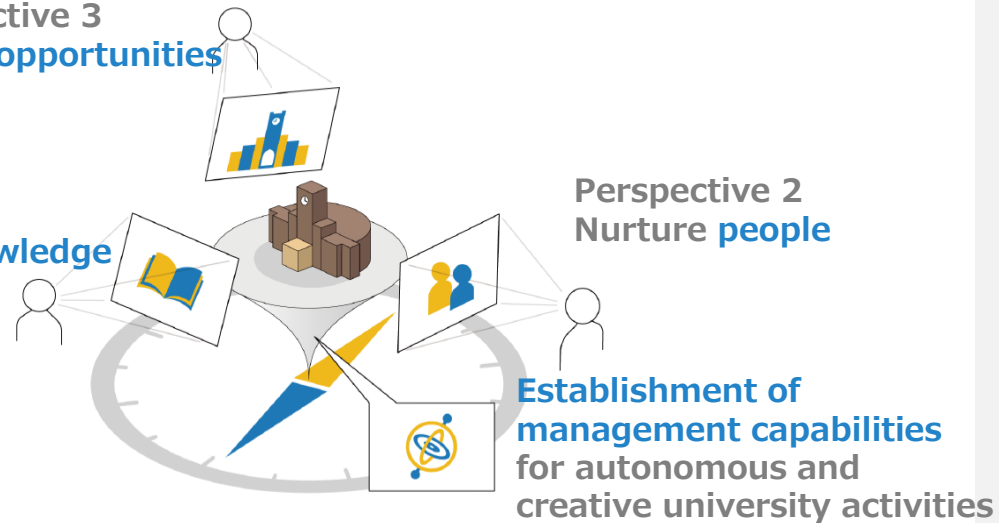 ctive 3
opportunities
Perspective 2
Nurture people
wledge
Establishment of
management capabilities
for autonomous and
creative university activities